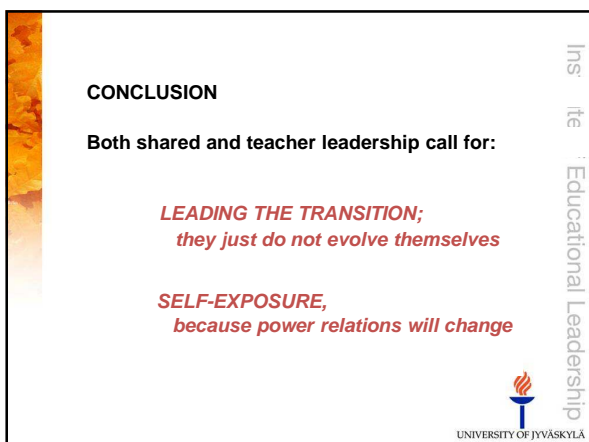 CONCLUSION
Both shared and teacher leadership call for:
LEADING THE TRANSITION;
they just do not evolve themselves
SELF-EXPOSURE,
because power relations will change
Educational Leadership
UNIVERSITY OF JYVÄSKYLÄ